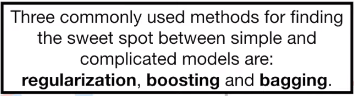 Three commonly used methods for finding
the sweet spot between simple and
complicated models are:
regularization, boosting and bagging.